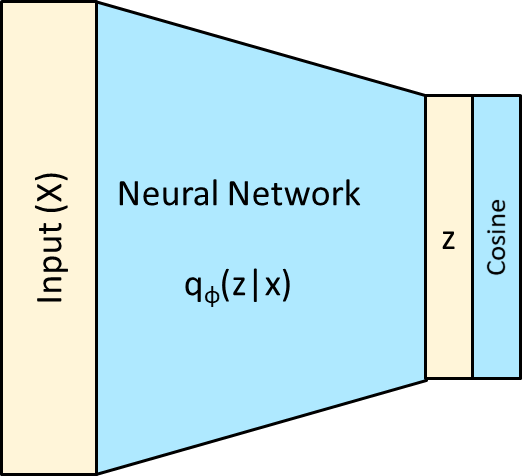 Input (X)
Neural Network
qϕ(z|x)
z
Cosine